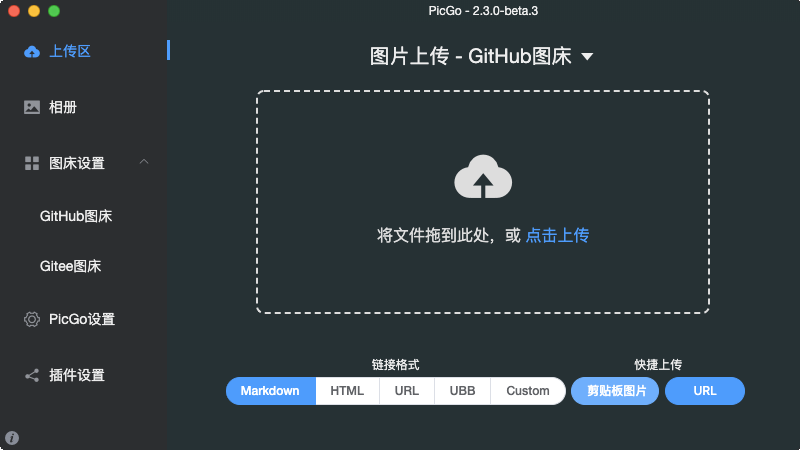 PicGo - 2.3.0-beta.3
上传区
相册
图床设置
GitHub图床
Gitee图床
PicGo设置
插件设置
图片上传 - GitHub图床
将文件拖到此处，或 点击上传
链接格式
Markdown HTML URL UBB Custom
快捷上传
剪贴板图片 URL